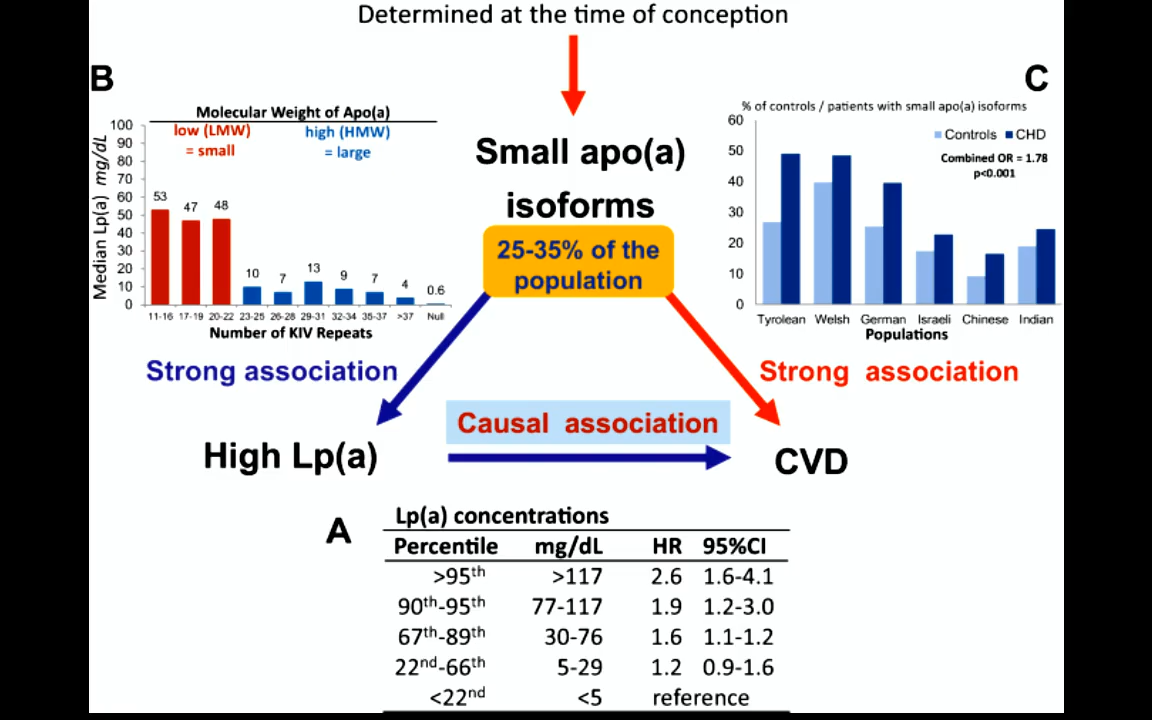 Determined at the time of conception
B
Molecular Weight of Apo(a)
low (LMW)
= small
high (HMW)
= large
Median Lp(a) mg/dL
100
90
80
70
60
50
40
30
20
10
0
53
47
48
10
7
13
9
7
4
0.6
11-16 17-19 20-22 23-25 26-28 29-31 32-34 35-37 >37 Null
Number of KIV Repeats
Small apo(a)
isoforms
25-35% of the
population
C
% of controls / patients with small apo(a) isoforms
60
50
40
30
20
10
0
Controls CHD
Combined OR = 1.78
p<0.001
Tyrolean Welsh German Israeli Chinese Indian
Populations
Strong association
Strong association
Causal association
High Lp(a)
CVD
A
Lp(a) concentrations
Percentile mg/dL HR 95%CI
>95th >117 2.6 1.6-4.1
90th-95th 77-117 1.9 1.2-3.0
67th-89th 30-76 1.6 1.1-1.2
22nd-66th 5-29 1.2 0.9-1.6
<22nd <5 reference